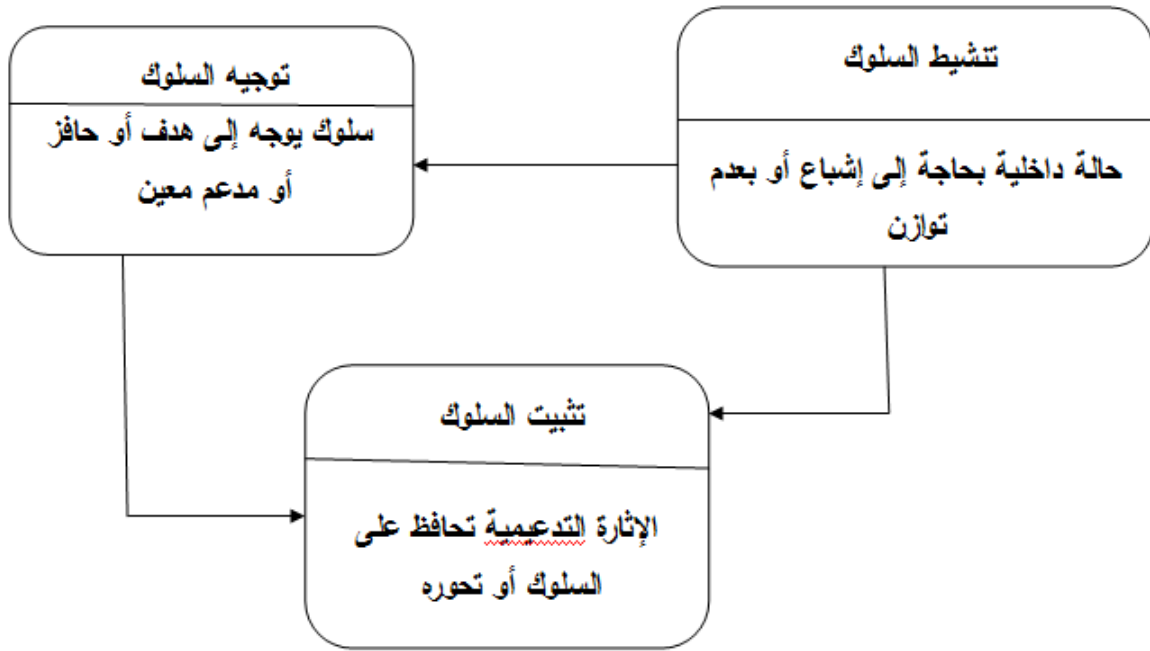 تنشيط السلوك
حالة داخلية بحاجة إلى إشباع أو بعدم
توازن
توجيه السلوك
سلوك يوجه إلى هدف أو حافز
أو مدعم معين
تثبيت السلوك
الإثارة التدعيمية تحافظ على
السلوك أو تحوره